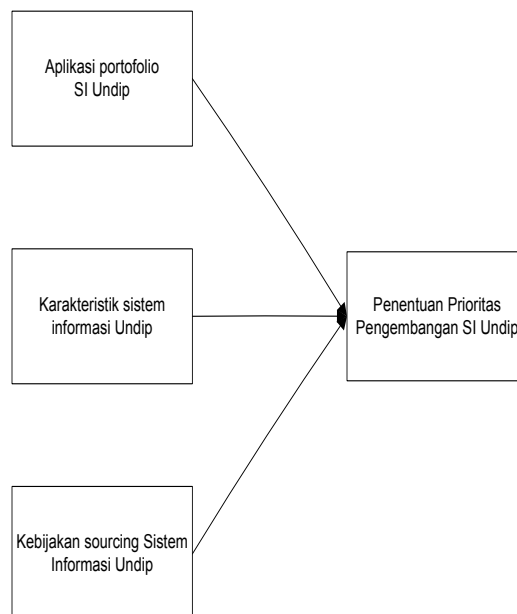 Aplikasi portofolio
SI Undip
Karakteristik sistem
informasi Undip
Penentuan Prioritas
Pengembangan SI Undip
Kebijakan sourcing Sistem
Informasi Undip